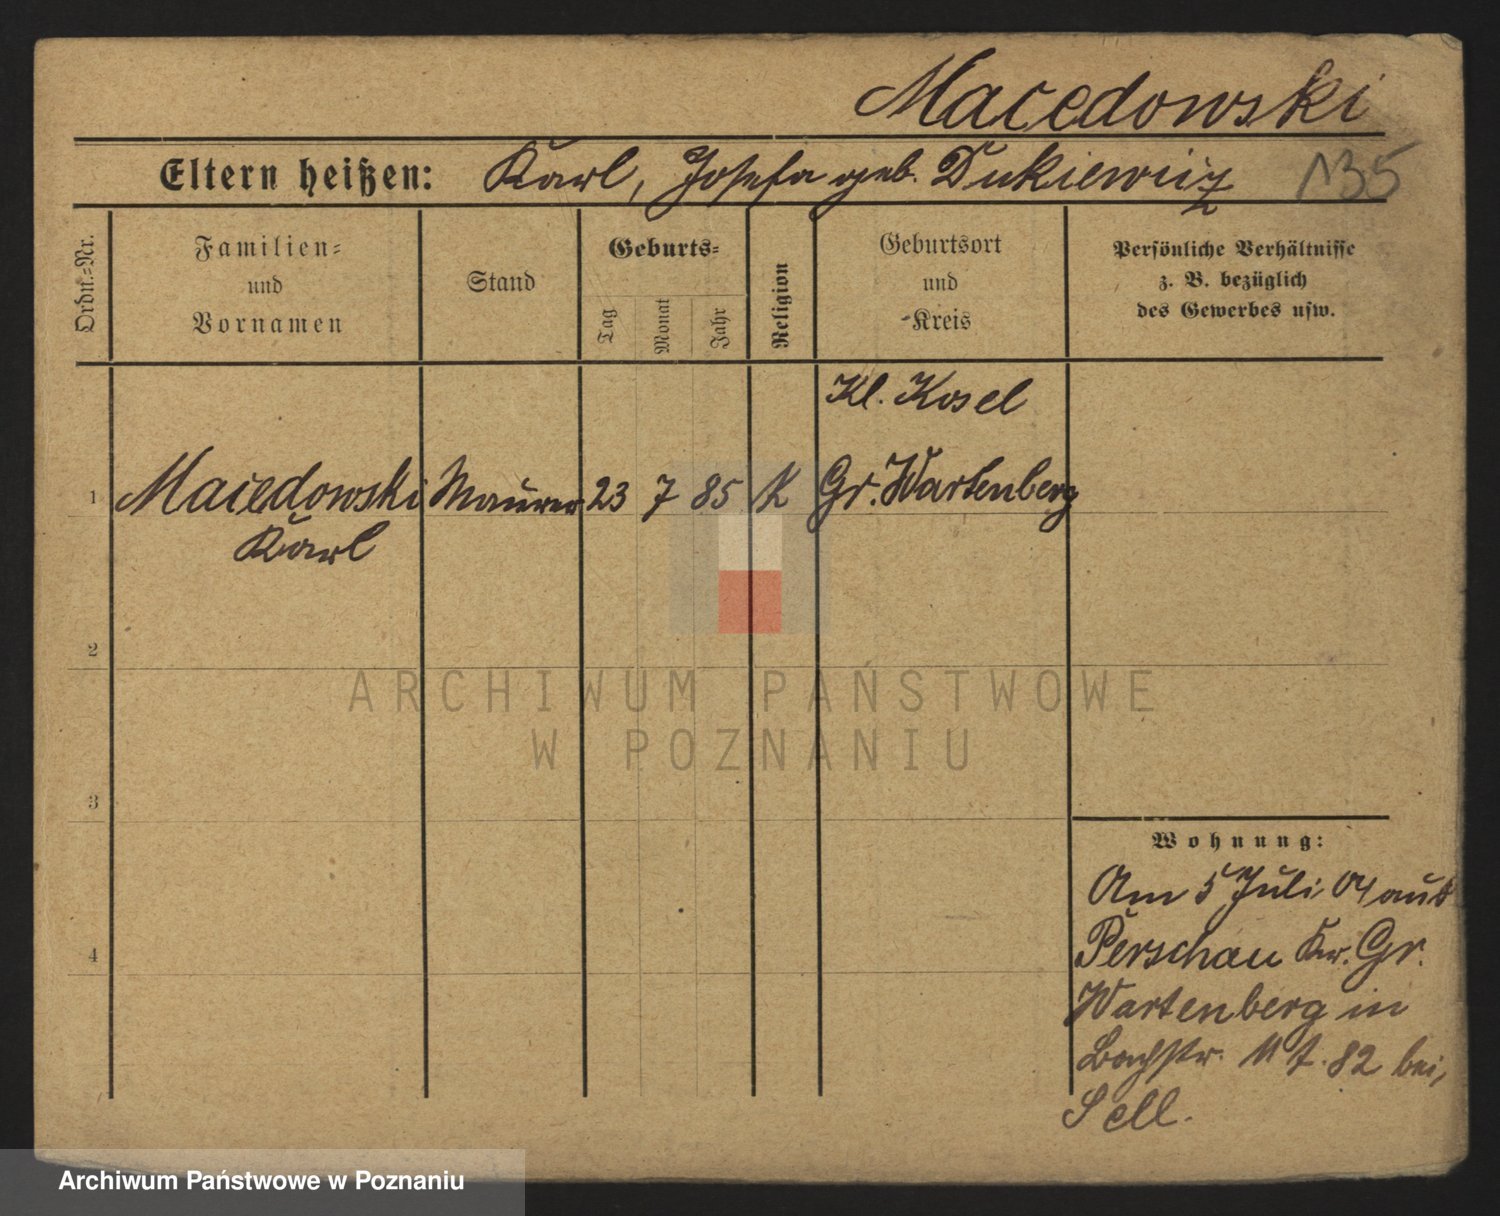 Macedowski
Eltern heißen: Karl, Josefa geb. Dukiewicz 135
Ordn.-Nr.
Familien-
und
Vornamen
Stand
Geburts-
Tag
Monat
Jahr
Religion
Geburtsort
und
-Kreis
Persönliche Verhältnisse
z. B. bezüglich
des Gewerbes usw.
Kl. Kosel
1 Macedowski Maurer 23 7 85 K Gr. Wartenberg
Karl
2
3
4
ARCHIWUM PAŃSTWOWE
W POZNANIU
Wohnung:
Am 5 Juli 04 aus
Perschau Kr. Gr.
Wartenberg in
Bachstr. 82 bei
Sell.
Archiwum Państwowe w Poznaniu